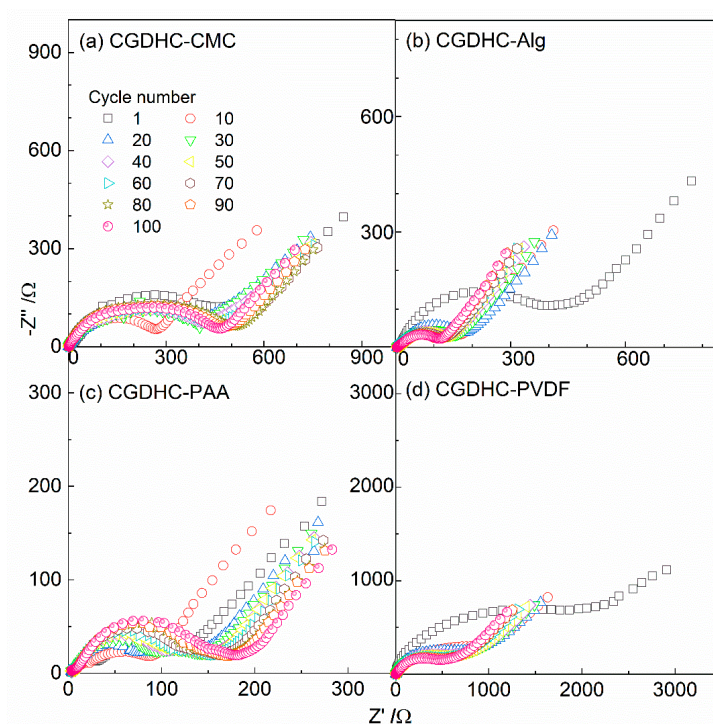 (a) CGDHC-CMC
(b) CGDHC-Alg
900
600
300
0
Cycle number
1 10
20 30
40 50
60 70
80 90
100
0 300 600 900
600
300
0
0 300 600
(c) CGDHC-PAA
(d) CGDHC-PVDF
300
200
100
0
0 100 200 300
3000
2000
1000
0
0 1000 2000 3000
-Z'' /Ω
Z' /Ω